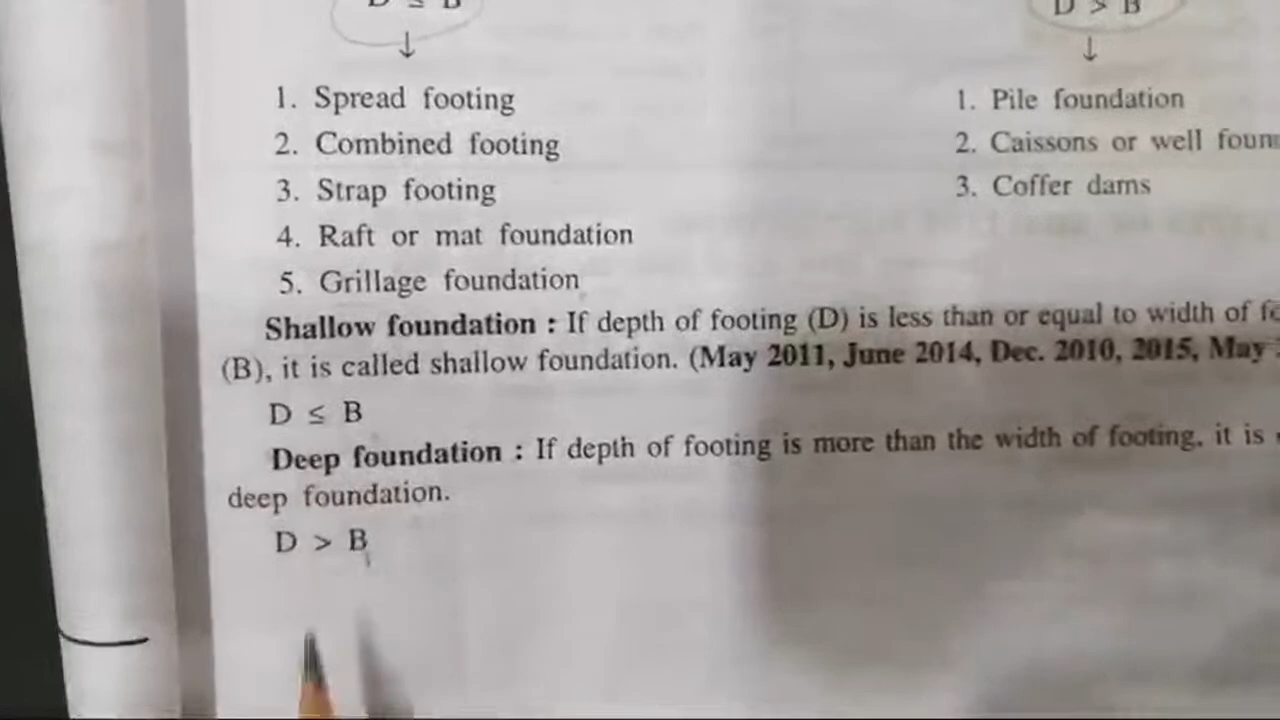 D ≤ B
D > B
↓
↓
1. Spread footing
2. Combined footing
3. Strap footing
4. Raft or mat foundation
5. Grillage foundation
1. Pile foundation
2. Caissons or well
3. Coffer dams
Shallow foundation : If depth of footing (D) is less than or equal to width of
(B), it is called shallow foundation. (May 2011, June 2014, Dec. 2010, 2015, May
D ≤ B
Deep foundation : If depth of footing is more than the width of footing, it is
deep foundation.
D > B